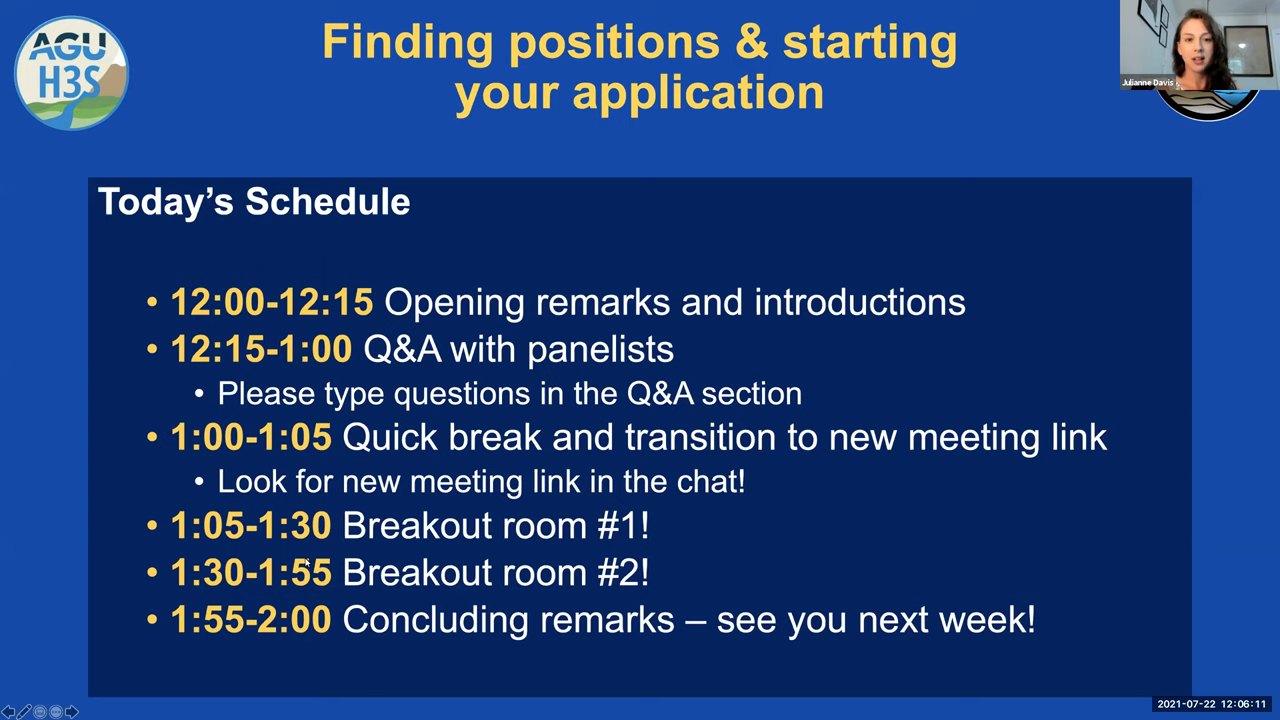 AGU
H3S
Finding positions & starting
your application
Julianne Davis
Today's Schedule
• 12:00-12:15 Opening remarks and introductions
• 12:15-1:00 Q&A with panelists
• Please type questions in the Q&A section
• 1:00-1:05 Quick break and transition to new meeting link
• Look for new meeting link in the chat!
• 1:05-1:30 Breakout room #1!
• 1:30-1:55 Breakout room #2!
• 1:55-2:00 Concluding remarks – see you next week!
2021-07-22 12:06:11